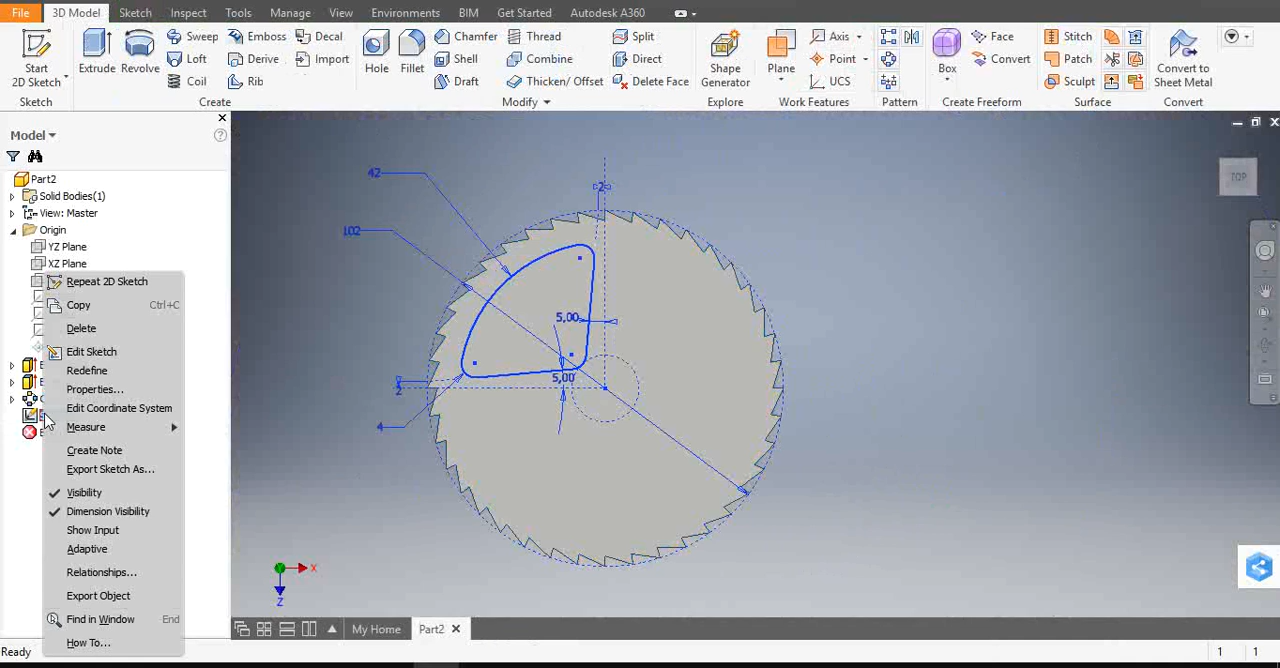 File 3D Model Sketch Inspect Tools Manage View Environments BIM Get Started Autodesk A360
Start
2D Sketch
Extrude
Revolve
Sweep
Emboss
Decal
Loft
Derive
Import
Coil
Rib
Hole
Fillet
Chamfer
Thread
Split
Shell
Combine
Direct
Draft
Thicken/ Offset
Delete Face
Shape
Generator
Plane
Axis
Point
UCS
Box
Face
Convert
Stitch
Patch
Sculpt
Convert to
Sheet Metal
Sketch
Create
Modify
Explore
Work Features
Pattern
Create Freeform
Surface
Convert
Model
Part2
Solid Bodies(1)
View: Master
Origin
YZ Plane
XZ Plane
Repeat 2D Sketch
Copy Ctrl+C
Delete
Edit Sketch
Redefine
Properties...
Edit Coordinate System
Measure
Create Note
Export Sketch As...
Visibility
Dimension Visibility
Show Input
Adaptive
Relationships...
Export Object
Find in Window End
How To...
42
2
102
5,00
5,00
2
4
TOP
X
Z
My Home
Part2
Ready
1 1